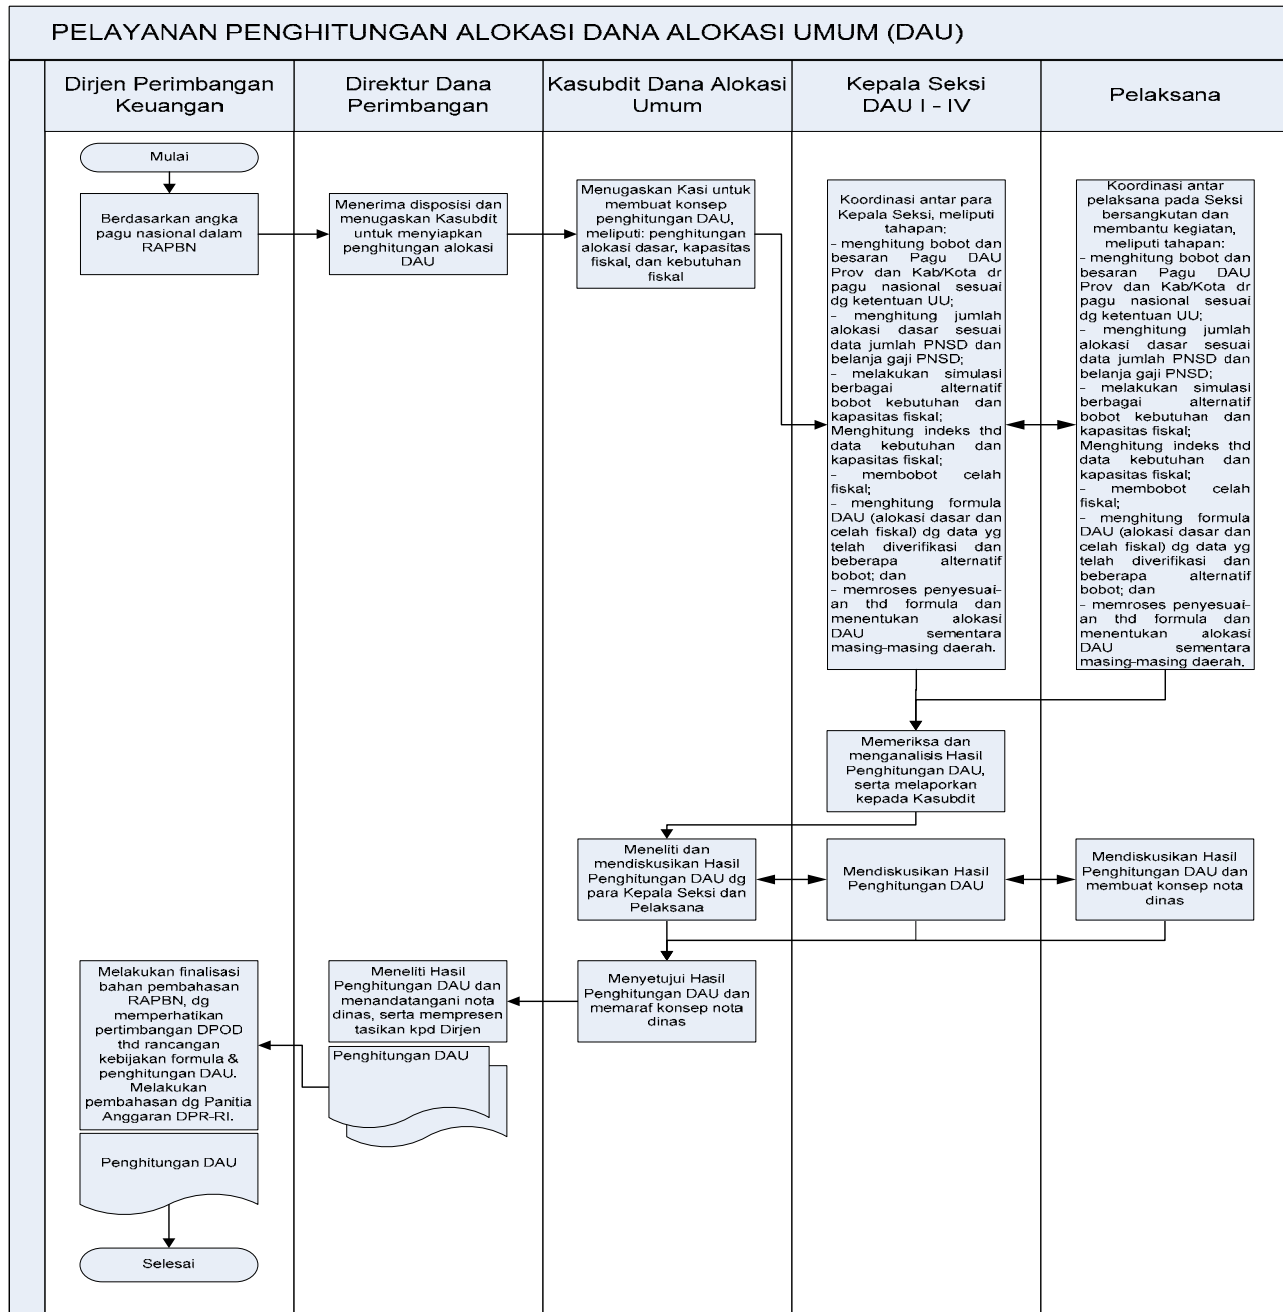 PELAYANAN PENGHITUNGAN ALOKASI DANA ALOKASI UMUM (DAU)
Dirjen Perimbangan
Keuangan
Direktur Dana
Perimbangan
Kasubdit Dana Alokasi
Umum
Kepala Seksi
DAU I - IV
Pelaksana
Mulai
Berdasarkan angka
pagu nasional dalam
RAPBN
Menerima disposisi dan
menugaskan Kasubdit
untuk menyiapkan
penghitungan alokasi
DAU
Menugaskan Kasi untuk
membuat konsep
penghitungan DAU,
meliputi: penghitungan
alokasi dasar, kapasitas
fiskal, dan kebutuhan
fiskal
Koordinasi antar para
Kepala Seksi, meliputi
tahapan:
- menghitung bobot dan
besaran Pagu DAU
Prov dan Kab/Kota dr
pagu nasional sesuai
dg ketentuan UU;
- menghitung jumlah
alokasi dasar sesuai
data jumlah PNSD dan
belanja gaji PNSD;
- melakukan simulasi
berbagai alternatif
bobot kebutuhan dan
kapasitas fiskal;
Menghitung indeks thd
data kebutuhan dan
kapasitas fiskal;
- membobot celah
fiskal;
- menghitung formula
DAU (alokasi dasar dan
celah fiskal) dg data yg
telah diverifikasi dan
beberapa alternatif
bobot; dan
- memroses penyesuai-
an thd formula dan
menentukan alokasi
DAU sementara
masing-masing daerah.
Koordinasi antar
pelaksana pada Seksi
bersangkutan dan
membantu kegiatan,
meliputi tahapan:
- menghitung bobot dan
besaran Pagu DAU
Prov dan Kab/Kota dr
pagu nasional sesuai
dg ketentuan UU;
- menghitung jumlah
alokasi dasar sesuai
data jumlah PNSD dan
belanja gaji PNSD;
- melakukan simulasi
berbagai alternatif
bobot kebutuhan dan
kapasitas fiskal;
Menghitung indeks thd
data kebutuhan dan
kapasitas fiskal;
- membobot celah
fiskal;
- menghitung formula
DAU (alokasi dasar dan
celah fiskal) dg data yg
telah diverifikasi dan
beberapa alternatif
bobot; dan
- memroses penyesuai-
an thd formula dan
menentukan alokasi
DAU sementara
masing-masing daerah.
Memeriksa dan
menganalisis Hasil
Penghitungan DAU,
serta melaporkan
kepada Kasubdit
Meneliti dan
mendiskusikan Hasil
Penghitungan DAU dg
para Kepala Seksi dan
Pelaksana
Mendiskusikan Hasil
Penghitungan DAU
Mendiskusikan Hasil
Penghitungan DAU dan
membuat konsep nota
dinas
Melakukan finalisasi
bahan pembahasan
RAPBN, dg
memperhatikan
pertimbangan DPOD
thd rancangan
kebijakan formula &
penghitungan DAU.
Melakukan
pembahasan dg Panitia
Anggaran DPR-RI.
Meneliti Hasil
Penghitungan DAU dan
menandatangani nota
dinas, serta mempresen
tasikan kpd Dirjen
Menyetujui Hasil
Penghitungan DAU dan
memaraf konsep nota
dinas
Penghitungan DAU
Penghitungan DAU
Selesai